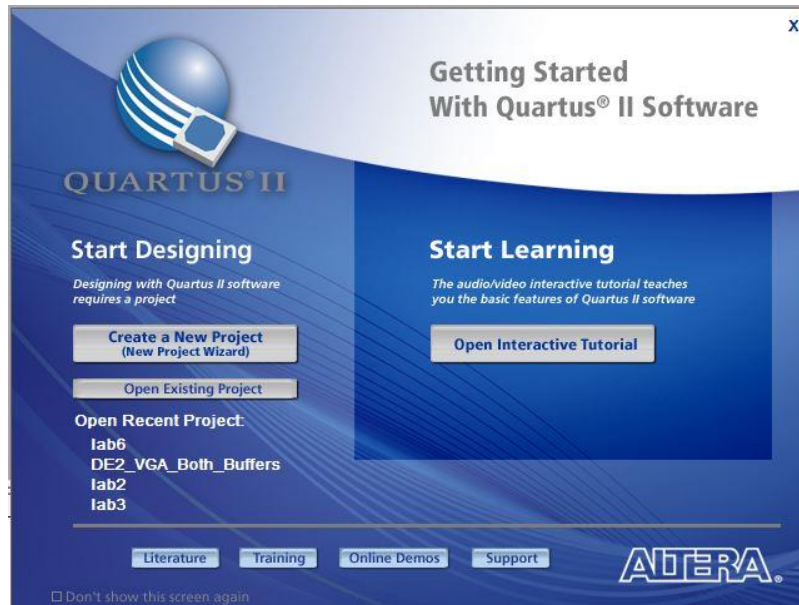 X
Getting Started
With Quartus® II Software
QUARTUS® II
Start Designing
Designing with Quartus II software
requires a project
Create a New Project
(New Project Wizard)
Open Existing Project
Open Recent Project:
lab6
DE2_VGA_Both_Buffers
lab2
lab3
Start Learning
The audio/video interactive tutorial teaches
you the basic features of Quartus II software
Open Interactive Tutorial
Literature
Training
Online Demos
Support
ALTERA®
Don't show this screen again